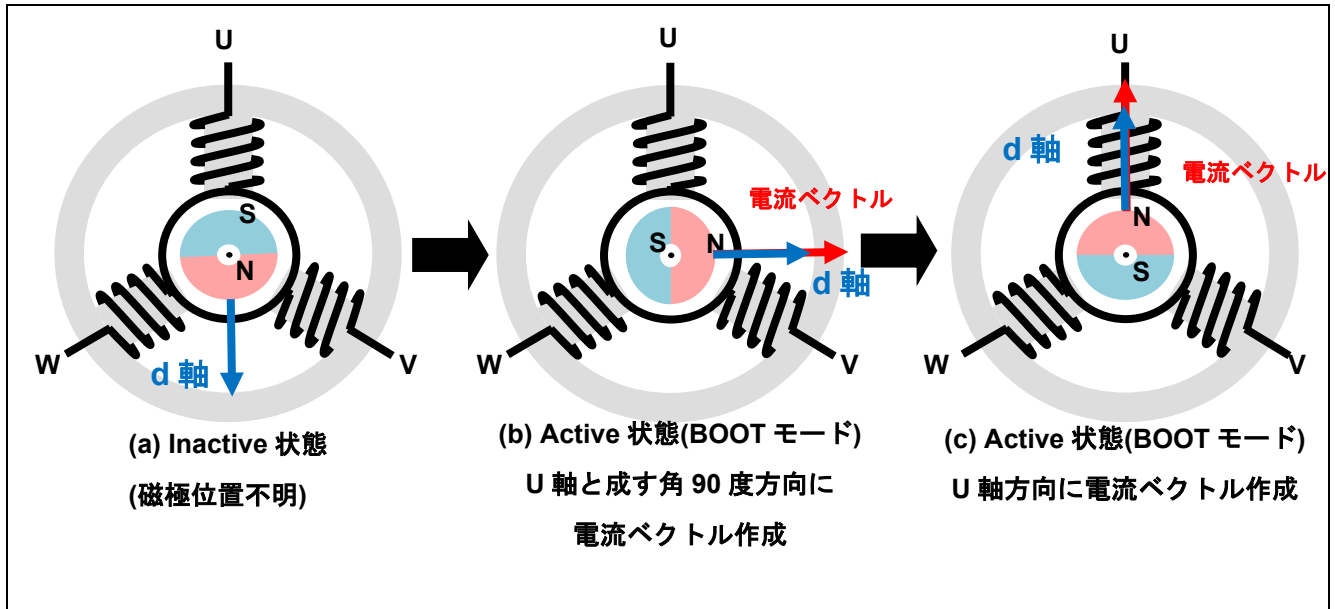 U
S
N
W
V
d 軸
(a) Inactive 状態
(磁極位置不明)
U
電流ベクトル
S
N
d 軸
W
V
(b) Active 状態(BOOT モード)
U 軸と成す角 90 度方向に
電流ベクトル作成
U
d 軸
電流ベクトル
N
S
W
V
(c) Active 状態(BOOT モード)
U 軸方向に電流ベクトル作成